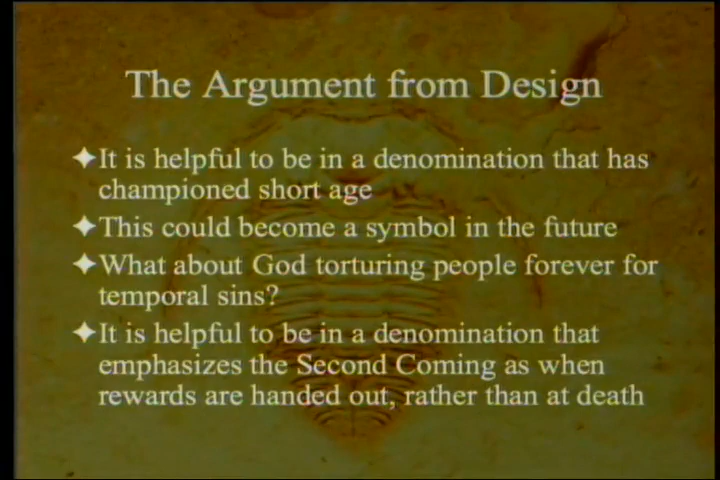 The Argument from Design
✦It is helpful to be in a denomination that has
championed short age
✦This could become a symbol in the future
✦What about God torturing people forever for
temporal sins?
✦It is helpful to be in a denomination that
emphasizes the Second Coming as when
rewards are handed out, rather than at death